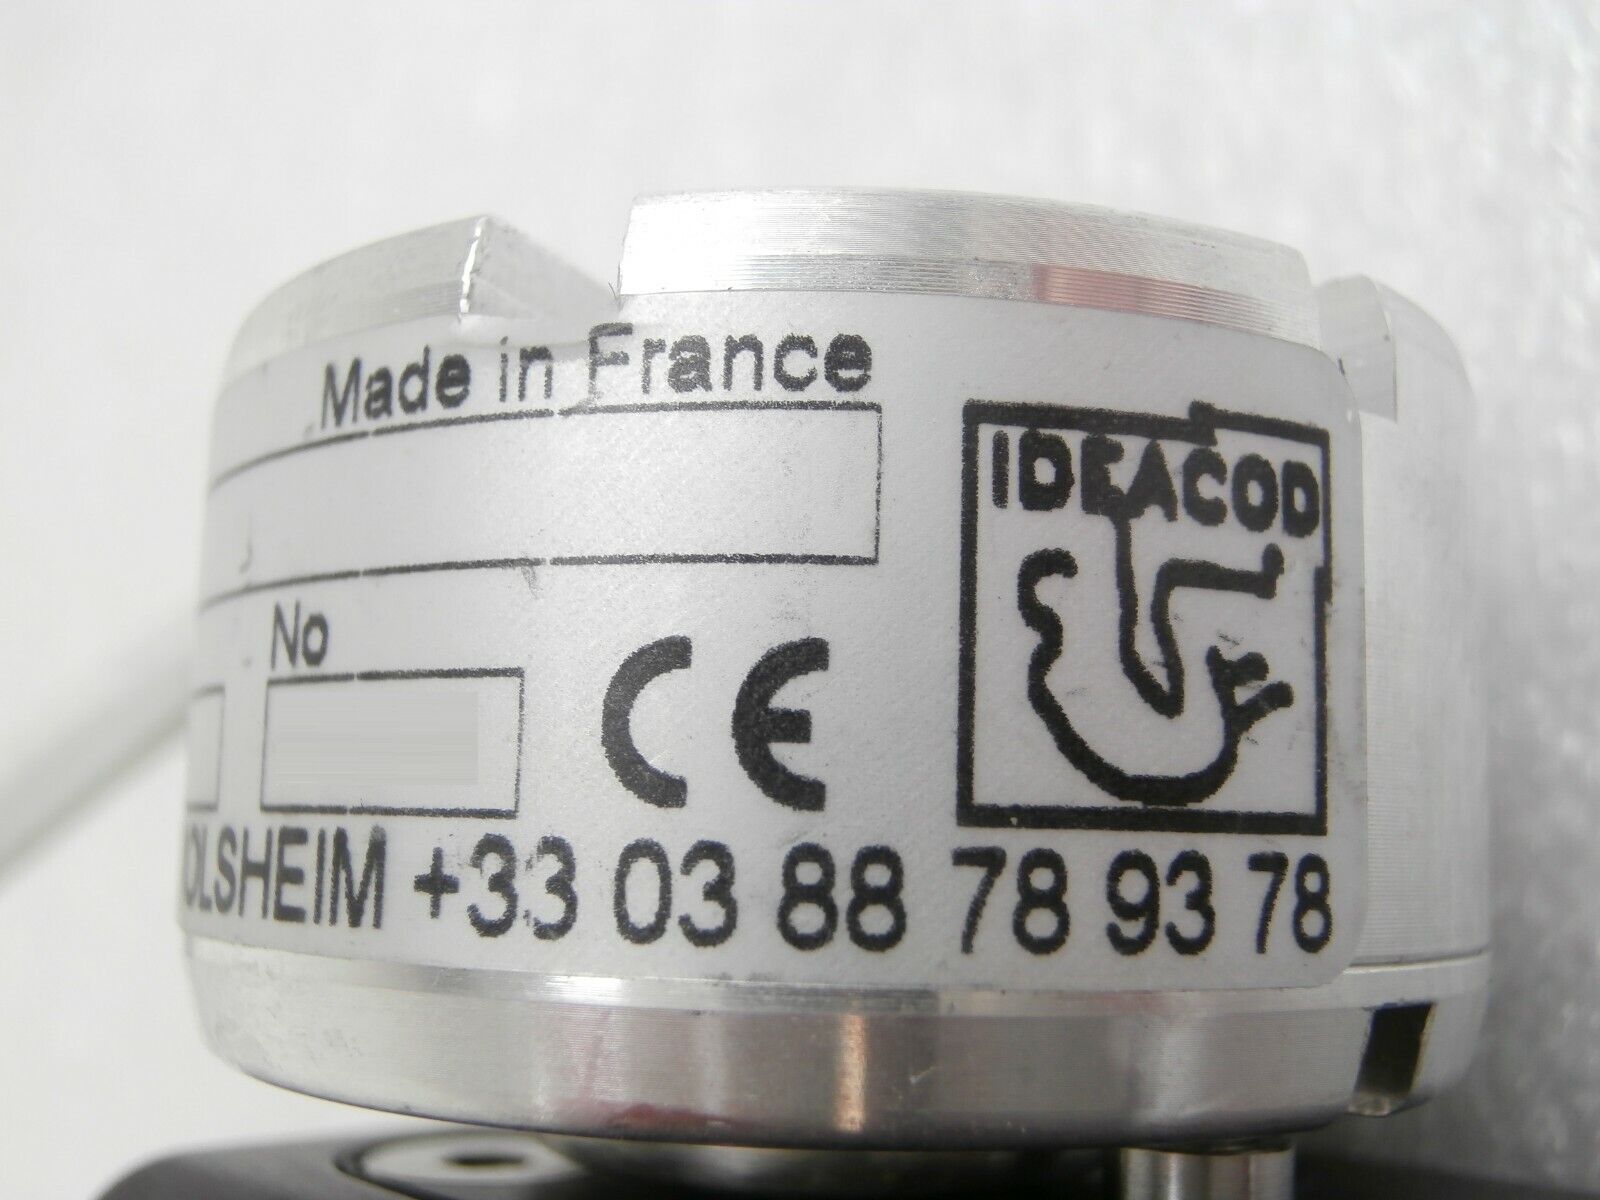 Made in France
IDEACOD
No
CE
OLSHEIM +33 03 88 78 93 78